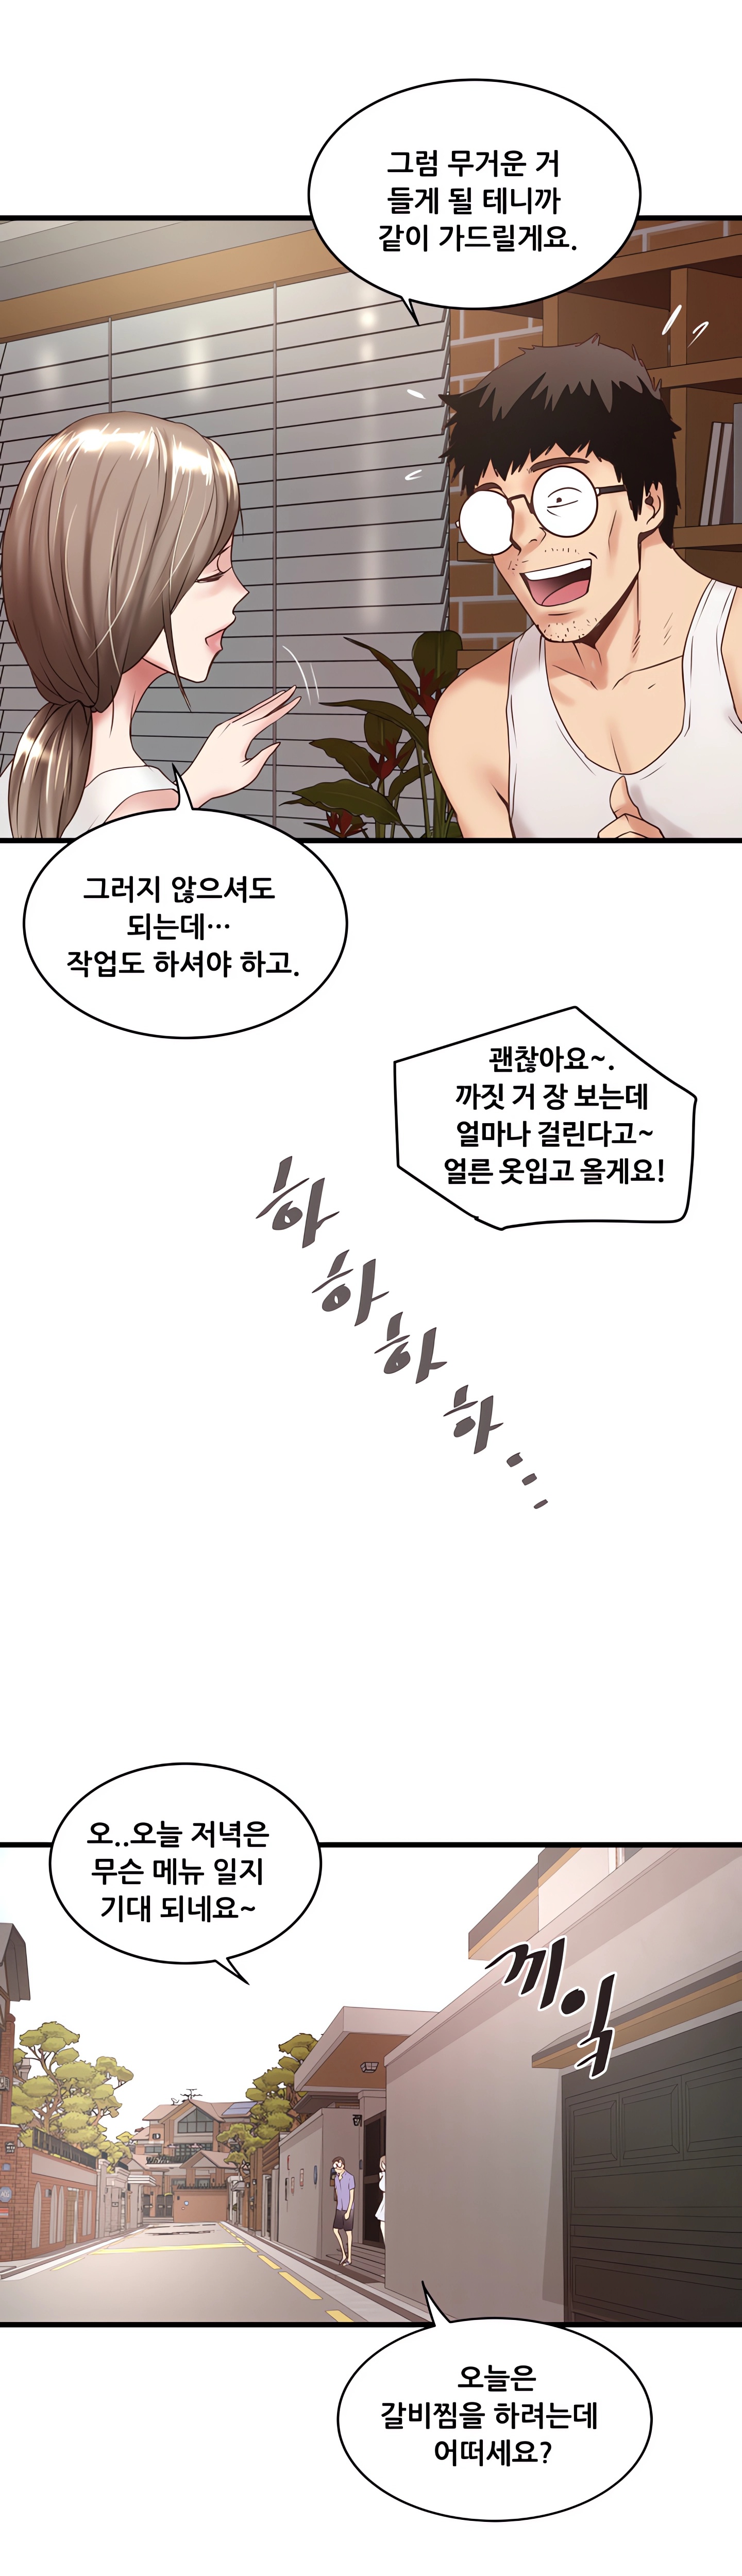 그럼 무거운 거
들게 될 테니까
같이 가드릴게요.
그러지 않으셔도
되는데…
작업도 하셔야 하고.
괜찮아요~.
까짓 거 장 보는데
얼마나 걸린다고~
얼른 옷입고 올게요!
하
하
하
하...
오..오늘 저녁은
무슨 메뉴 일지
기대 되네요~
끼익
오늘은
갈비찜을 하려는데
어떠세요?